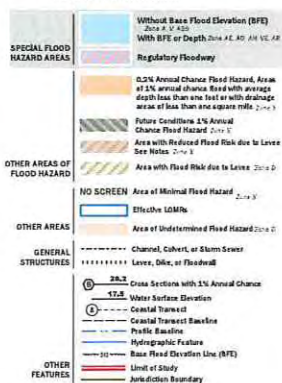 SPECIAL FLOOD
HAZARD AREAS
Without Base Flood Elevation (BFE)
Zone A, V, A99
With BFE or Depth Zone AE, AO, AH, VE, AR
Regulatory Floodway
OTHER AREAS OF
FLOOD HAZARD
0.2% Annual Chance Flood Hazard, Areas
of 1% annual chance flood with average
depth less than one foot or with drainage
areas of less than one square mile Zone X
Future Conditions 1% Annual
Chance Flood Hazard Zone X
Area with Reduced Flood Risk due to Levee
See Notes Zone X
Area with Flood Risk due to Levee Zone D
OTHER AREAS
NO SCREEN Area of Minimal Flood Hazard Zone X
Effective LOMRs
Area of Undetermined Flood Hazard Zone D
GENERAL
STRUCTURES
Channel, Culvert, or Storm Sewer
Levee, Dike, or Floodwall
OTHER
FEATURES
B 20.2 Cross Sections with 1% Annual Chance
17.5 Water Surface Elevation
8 Coastal Transect
Coastal Transect Baseline
Profile Baseline
Hydrographic Feature
Base Flood Elevation Line (BFE)
Limit of Study
Jurisdiction Boundary